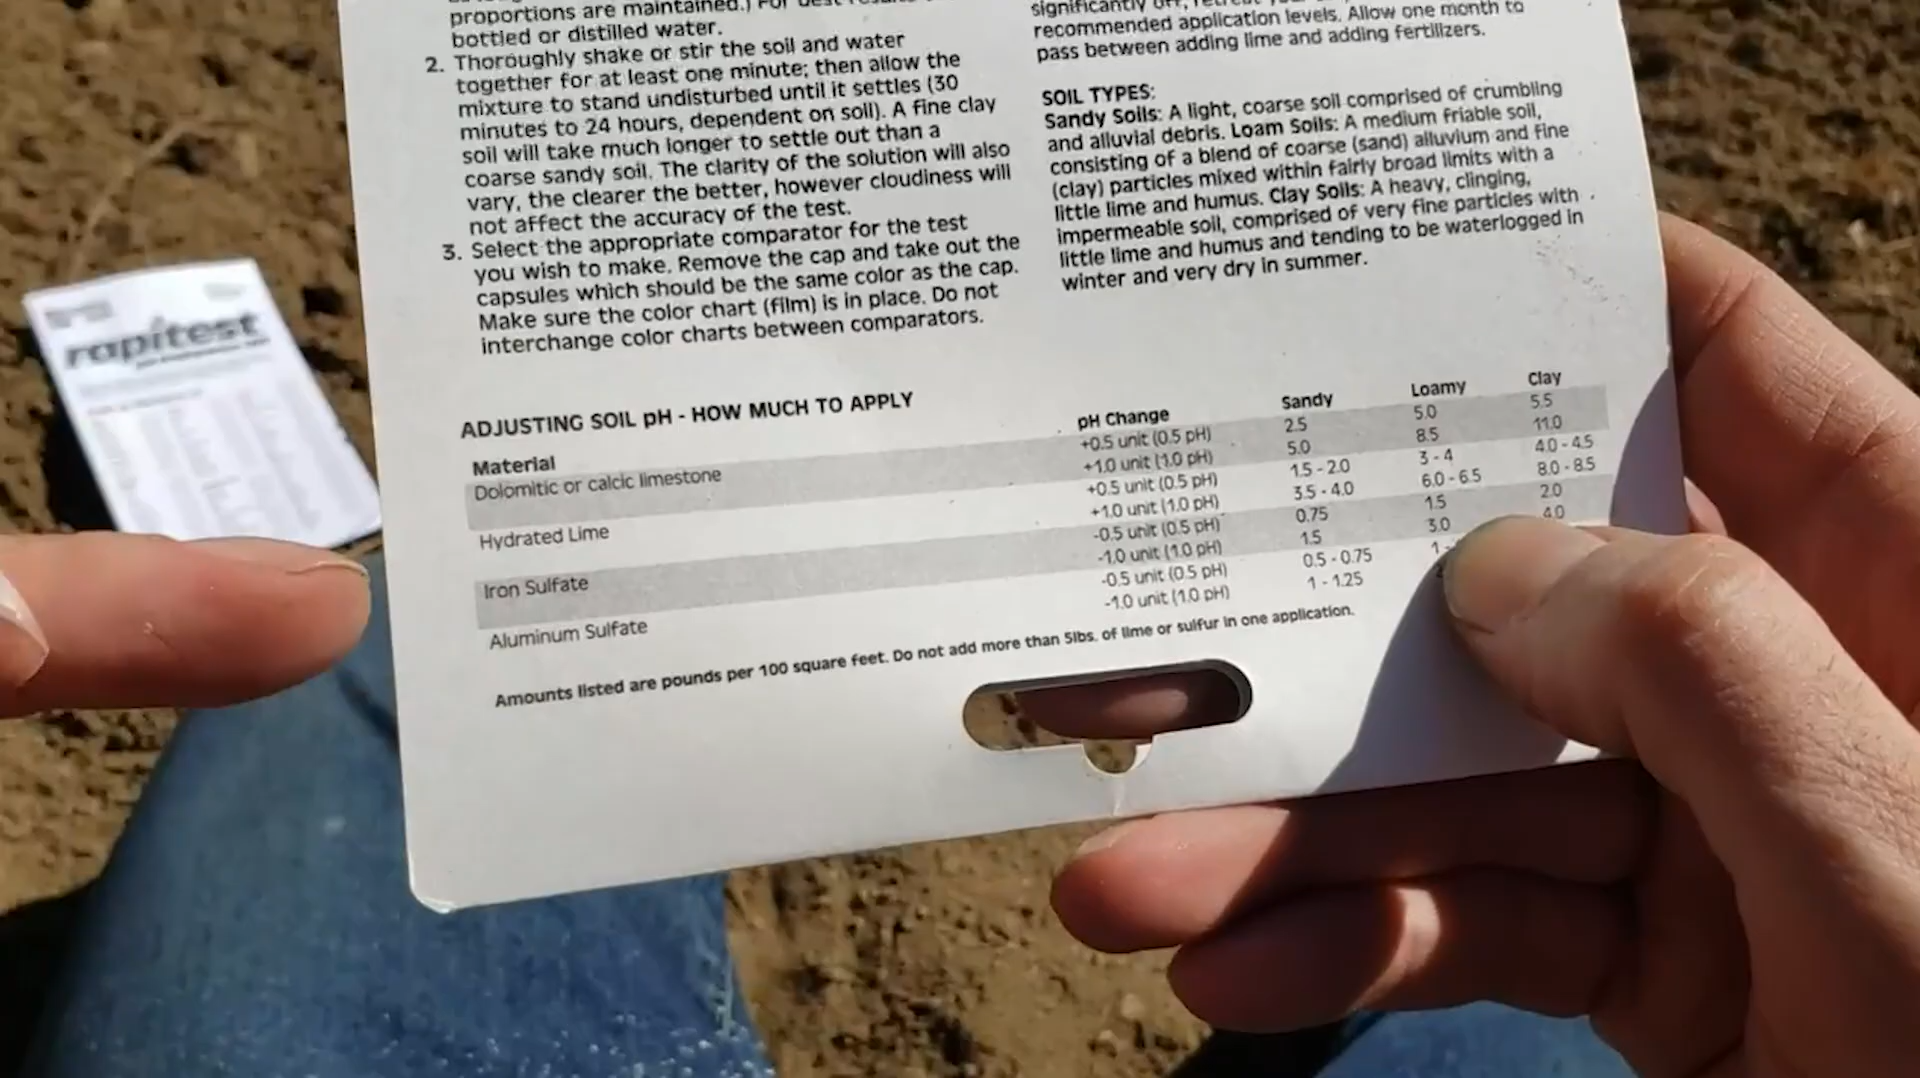 proportions are maintained.) For best results
bottled or distilled water.
2. Thoroughly shake or stir the soil and water
together for at least one minute; then allow the
mixture to stand undisturbed until it settles (30
minutes to 24 hours, dependent on soil). A fine clay
soil will take much longer to settle out than a
coarse sandy soil. The clarity of the solution will also
vary, the clearer the better, however cloudiness will
not affect the accuracy of the test.
3. Select the appropriate comparator for the test
you wish to make. Remove the cap and take out the
capsules which should be the same color as the cap.
Make sure the color chart (film) is in place. Do not
interchange color charts between comparators.
significantly off, retreat
recommended application levels. Allow one month to
pass between adding lime and adding fertilizers.
SOIL TYPES:
Sandy Soils: A light, coarse soil comprised of crumbling
and alluvial debris. Loam Soils: A medium friable soil,
consisting of a blend of coarse (sand) alluvium and fine
(clay) particles mixed within fairly broad limits with a
little lime and humus. Clay Soils: A heavy, clinging,
impermeable soil, comprised of very fine particles with
little lime and humus and tending to be waterlogged in
winter and very dry in summer.
rapitest
ADJUSTING SOIL pH - HOW MUCH TO APPLY
Material pH Change Sandy Loamy Clay
Dolomitic or calcic limestone +0.5 unit (0.5 pH) 2.5 5.0 5.5
+1.0 unit (1.0 pH) 5.0 8.5 11.0
Hydrated Lime +0.5 unit (0.5 pH) 1.5 - 2.0 3 - 4 4.0 - 4.5
+1.0 unit (1.0 pH) 3.5 - 4.0 6.0 - 6.5 8.0 - 8.5
Iron Sulfate -0.5 unit (0.5 pH) 0.75 1.5 2.0
-1.0 unit (1.0 pH) 1.5 3.0 4.0
Aluminum Sulfate -0.5 unit (0.5 pH) 0.5 - 0.75 1 -
-1.0 unit (1.0 pH) 1 - 1.25
Amounts listed are pounds per 100 square feet. Do not add more than 5lbs. of lime or sulfur in one application.